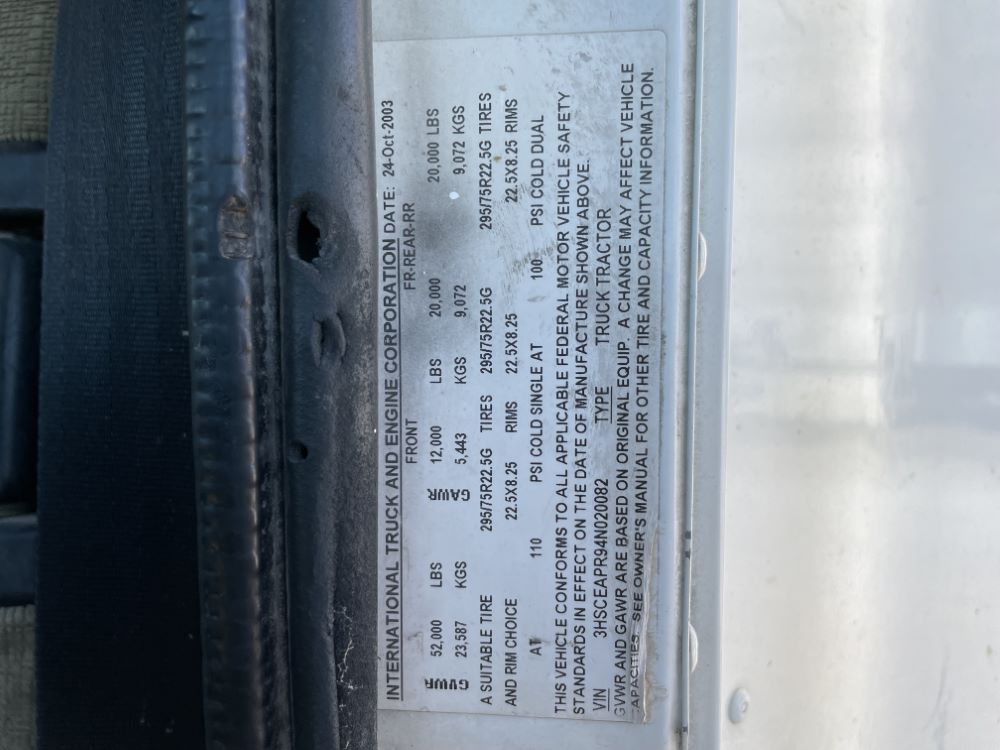 INTERNATIONAL TRUCK AND ENGINE CORPORATION DATE: 24-Oct-2003
FRONT FR-REAR-RR
GVWR 52,000 LBS GAWR 12,000 LBS 20,000 20,000 LBS
23,587 KGS 5,443 KGS 9,072 9,072 KGS
A SUITABLE TIRE 295/75R22.5G TIRES 295/75R22.5G 295/75R22.5G TIRES
AND RIM CHOICE 22.5X8.25 RIMS 22.5X8.25 22.5X8.25 RIMS
AT 110 PSI COLD SINGLE AT 100 PSI COLD DUAL
THIS VEHICLE CONFORMS TO ALL APPLICABLE FEDERAL MOTOR VEHICLE SAFETY
STANDARDS IN EFFECT ON THE DATE OF MANUFACTURE SHOWN ABOVE.
VIN 3HSCEAPR94N020082 TYPE TRUCK TRACTOR
GVWR AND GAWR ARE BASED ON ORIGINAL EQUIP. A CHANGE MAY AFFECT VEHICLE
CAPACITIES. SEE OWNER'S MANUAL FOR OTHER TIRE AND CAPACITY INFORMATION.